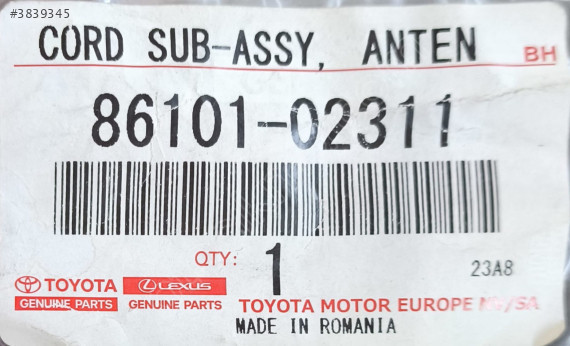 #3839345
CORD SUB-ASSY, ANTEN BH
86101-02311
QTY: 1
23A8
TOYOTA LEXUS
GENUINE PARTS GENUINE PARTS
TOYOTA MOTOR EUROPE NV/SA
MADE IN ROMANIA